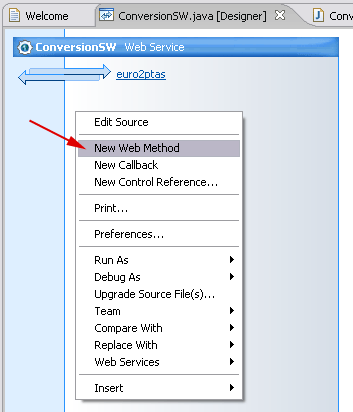 Welcome
ConversionSW.java [Designer]
Conv
ConversionSW Web Service
euro2ptas
Edit Source
New Web Method
New Callback
New Control Reference...
Print...
Preferences...
Run As
Debug As
Upgrade Source File(s)...
Team
Compare With
Replace With
Web Services
Insert